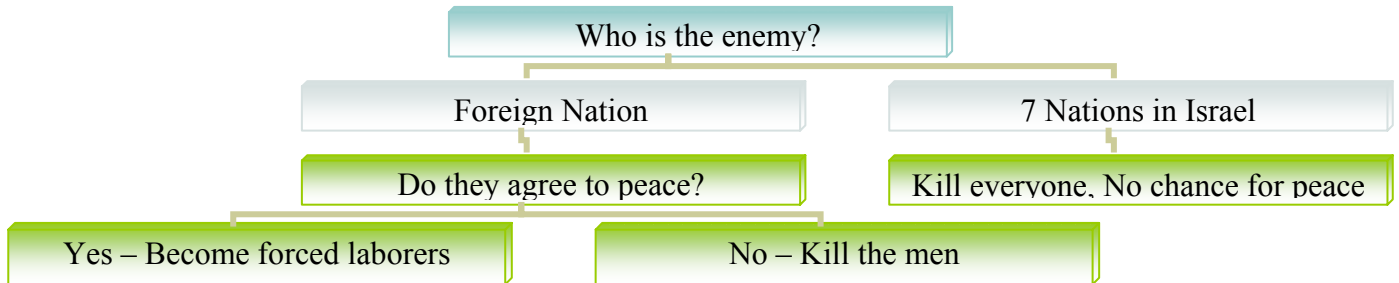 Who is the enemy?
Foreign Nation
7 Nations in Israel
Do they agree to peace?
Kill everyone, No chance for peace
Yes – Become forced laborers
No – Kill the men